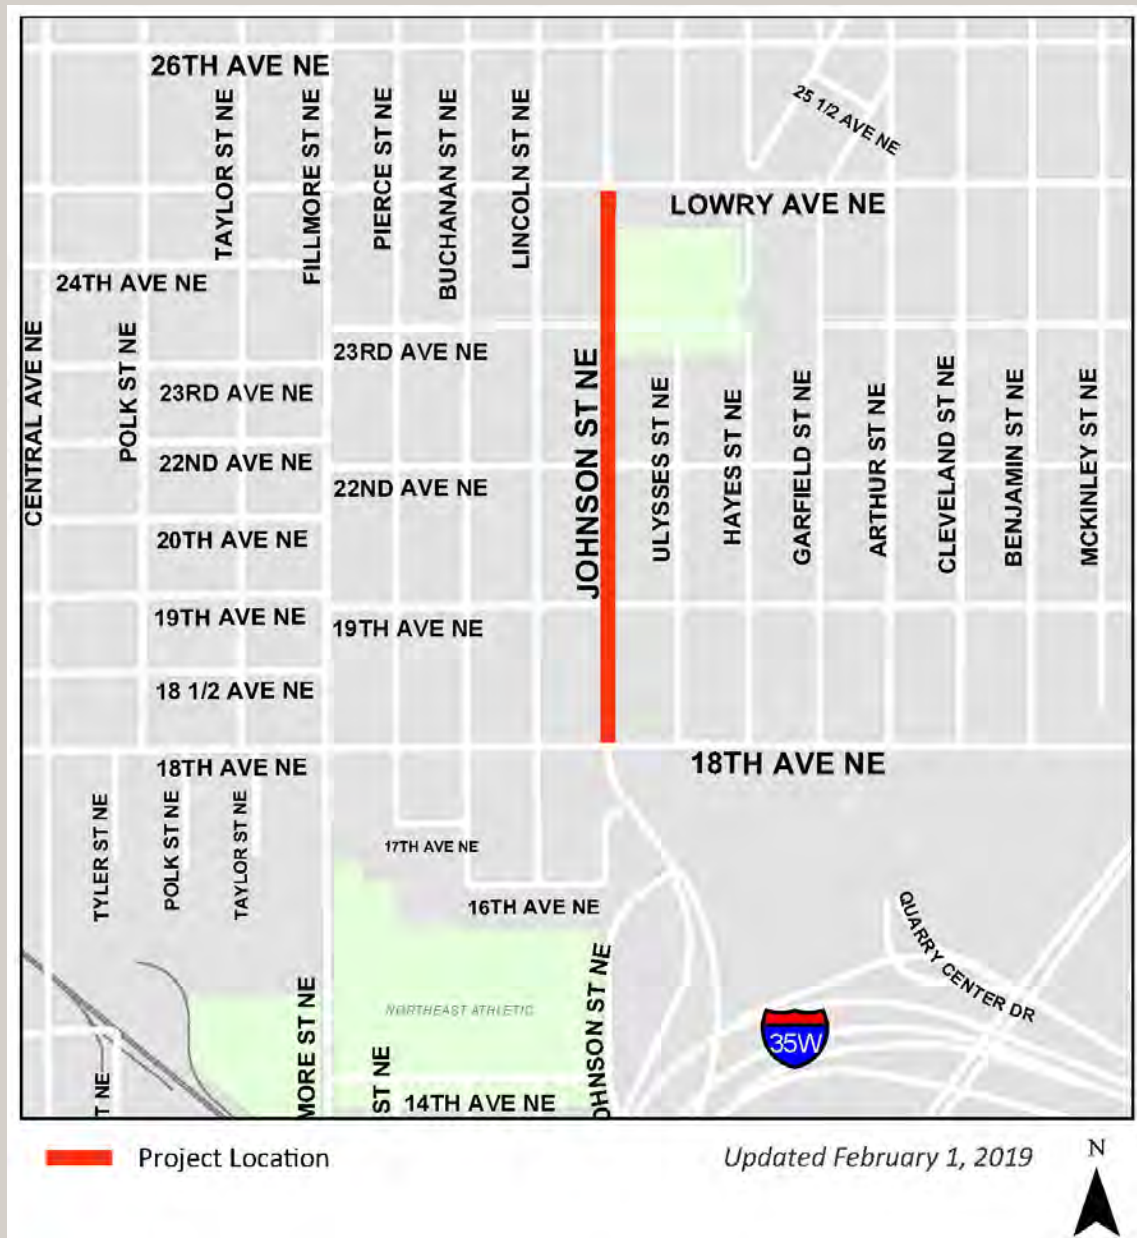 26TH AVE NE
TAYLOR ST NE
FILLMORE ST NE
PIERCE ST NE
BUCHANAN ST NE
LINCOLN ST NE
25 1/2 AVE NE
LOWRY AVE NE
24TH AVE NE
CENTRAL AVE NE
POLK ST NE
23RD AVE NE
23RD AVE NE
JOHNSON ST NE
ULYSSES ST NE
HAYES ST NE
GARFIELD ST NE
ARTHUR ST NE
CLEVELAND ST NE
BENJAMIN ST NE
MCKINLEY ST NE
22ND AVE NE
22ND AVE NE
20TH AVE NE
19TH AVE NE
19TH AVE NE
18 1/2 AVE NE
18TH AVE NE
18TH AVE NE
TYLER ST NE
POLK ST NE
TAYLOR ST NE
17TH AVE NE
16TH AVE NE
QUARRY CENTER DR
MORE ST NE
NORTHEAST ATHLETIC
OHNSON ST NE
35W
T NE
ST NE
14TH AVE NE
Project Location
Updated February 1, 2019
N